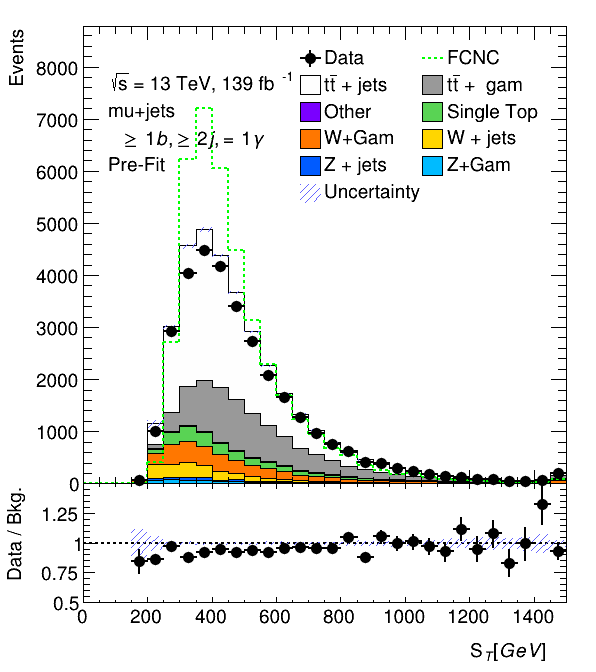 Events
Data
FCNC
√s = 13 TeV, 139 fb⁻¹
tt̄ + jets
tt̄ + gam
mu+jets
Other
Single Top
≥ 1b, ≥ 2j, = 1γ
W+Gam
W + jets
Pre-Fit
Z + jets
Z+Gam
Uncertainty
8000
7000
6000
5000
4000
3000
2000
1000
0
Data / Bkg.
1.25
1
0.75
0.5
0 200 400 600 800 1000 1200 1400
S_T[GeV]